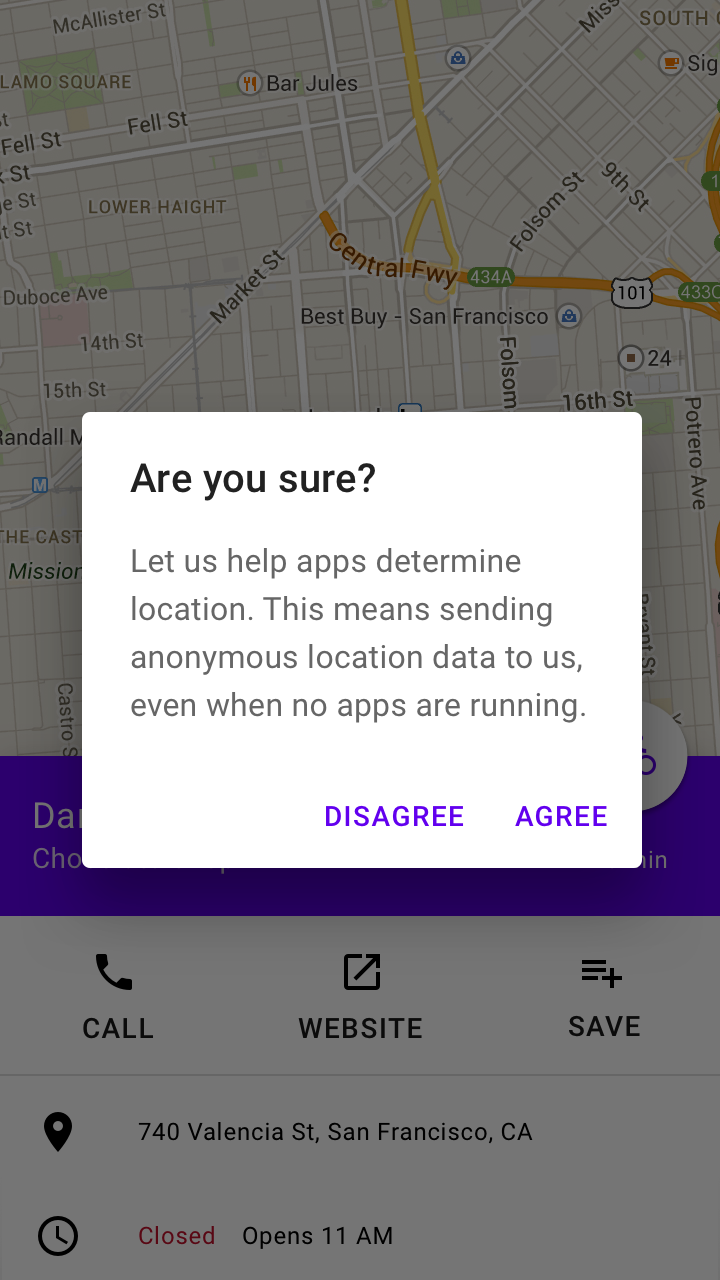 McAllister St
Miss
SOUTH
LAMO SQUARE
Bar Jules
Sig
Fell St
Fell St
St
St
LOWER HAIGHT
St
9th St
Folsom St
Central Fwy
434A
101
433C
Market St
Duboce Ave
Best Buy - San Francisco
14th St
Folsom
24
15th St
16th St
Potrero Ave
Randall M
M
THE CAST
Mission
Bryant St
Castro S
Are you sure?
Let us help apps determine
location. This means sending
anonymous location data to us,
even when no apps are running.
DISAGREE AGREE
Dan
Cho
min
CALL WEBSITE SAVE
740 Valencia St, San Francisco, CA
Closed Opens 11 AM